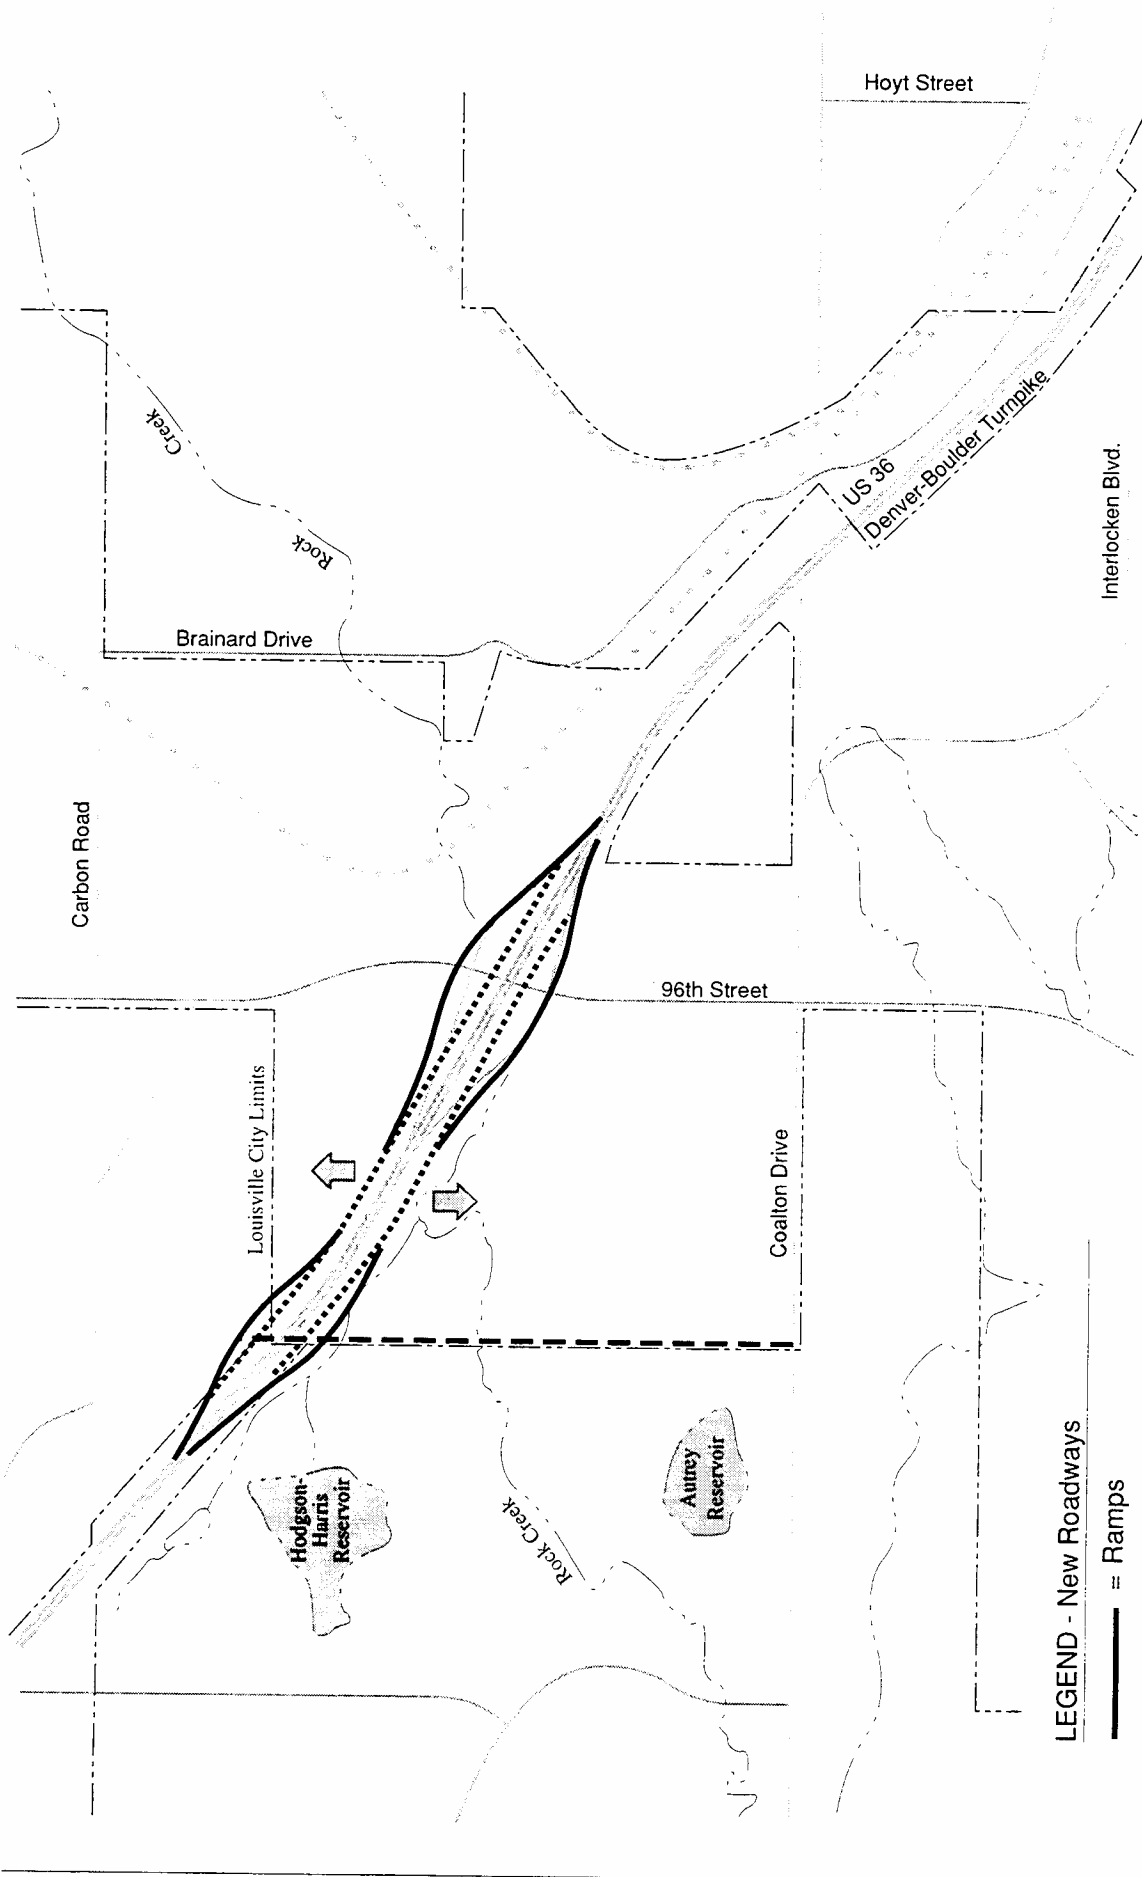 Hoyt Street
Creek
Rock
US 36
Denver-Boulder Turnpike
Interlocken Blvd.
Brainard Drive
Carbon Road
96th Street
Louisville City Limits
Coalton Drive
Hodgson-
Harris
Reservoir
Autrey
Reservoir
Rock Creek
LEGEND - New Roadways
= Ramps